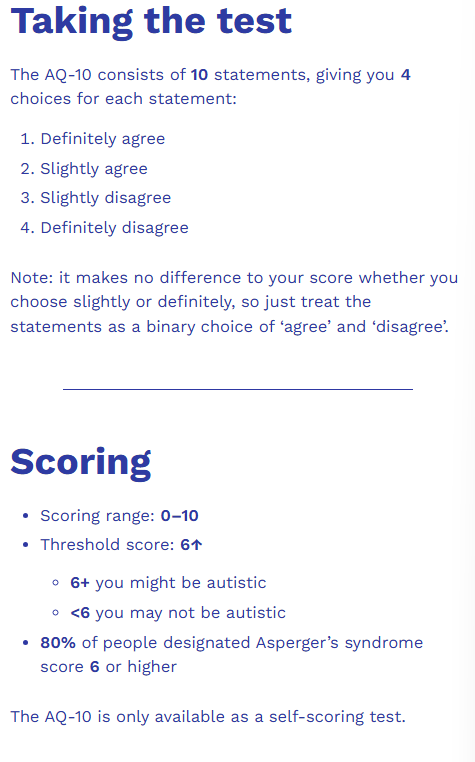 Taking the test
The AQ-10 consists of 10 statements, giving you 4
choices for each statement:
1. Definitely agree
2. Slightly agree
3. Slightly disagree
4. Definitely disagree
Note: it makes no difference to your score whether you
choose slightly or definitely, so just treat the
statements as a binary choice of ‘agree’ and ‘disagree’.
Scoring
• Scoring range: 0–10
• Threshold score: 6↑
◦ 6+ you might be autistic
◦ <6 you may not be autistic
• 80% of people designated Asperger’s syndrome
score 6 or higher
The AQ-10 is only available as a self-scoring test.